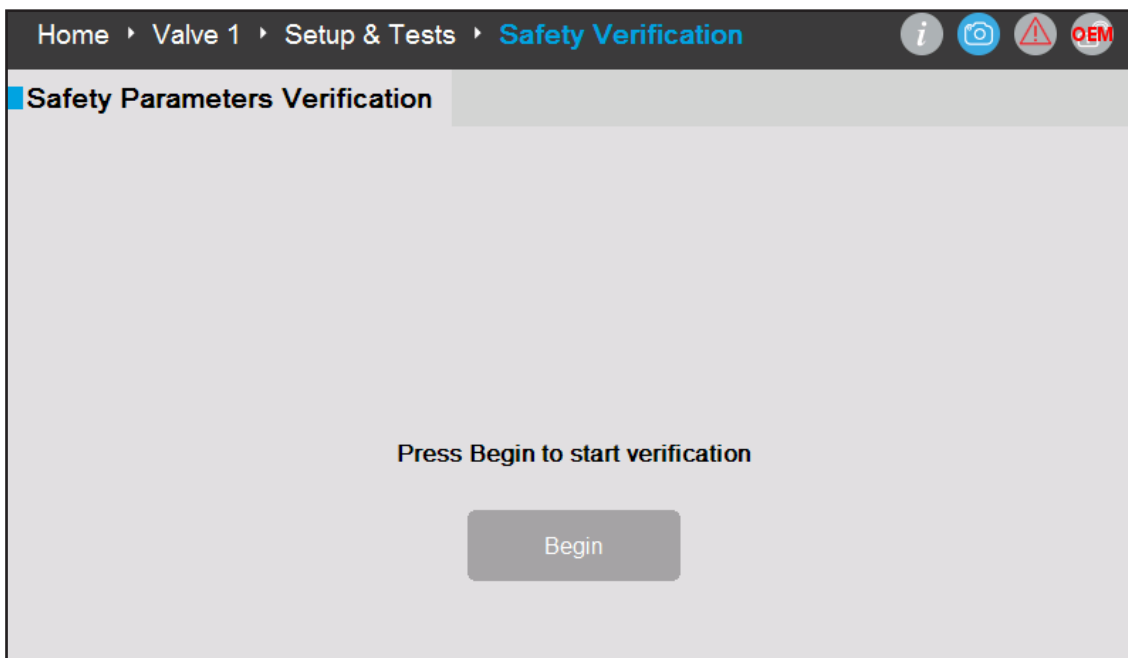 Home ‣ Valve 1 ‣ Setup & Tests ‣ Safety Verification i OEM
Safety Parameters Verification
Press Begin to start verification
Begin